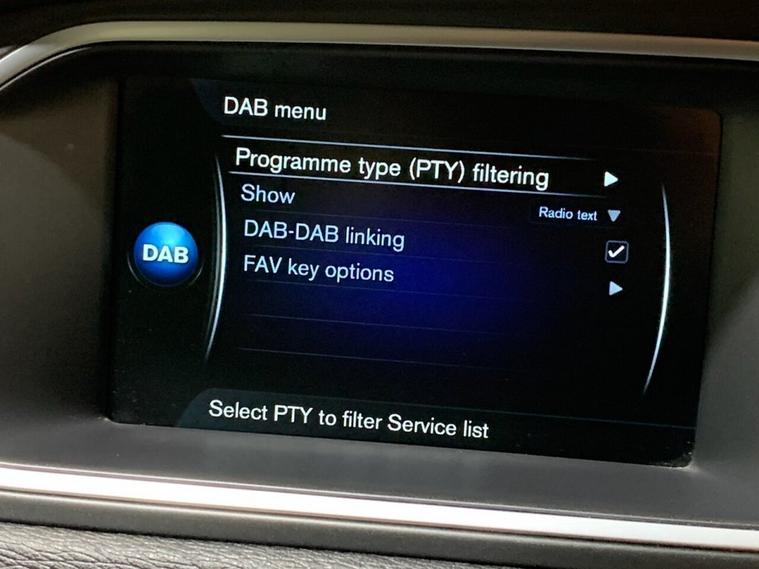 DAB menu
Programme type (PTY) filtering
Show
Radio text
DAB-DAB linking
FAV key options
DAB
Select PTY to filter Service list